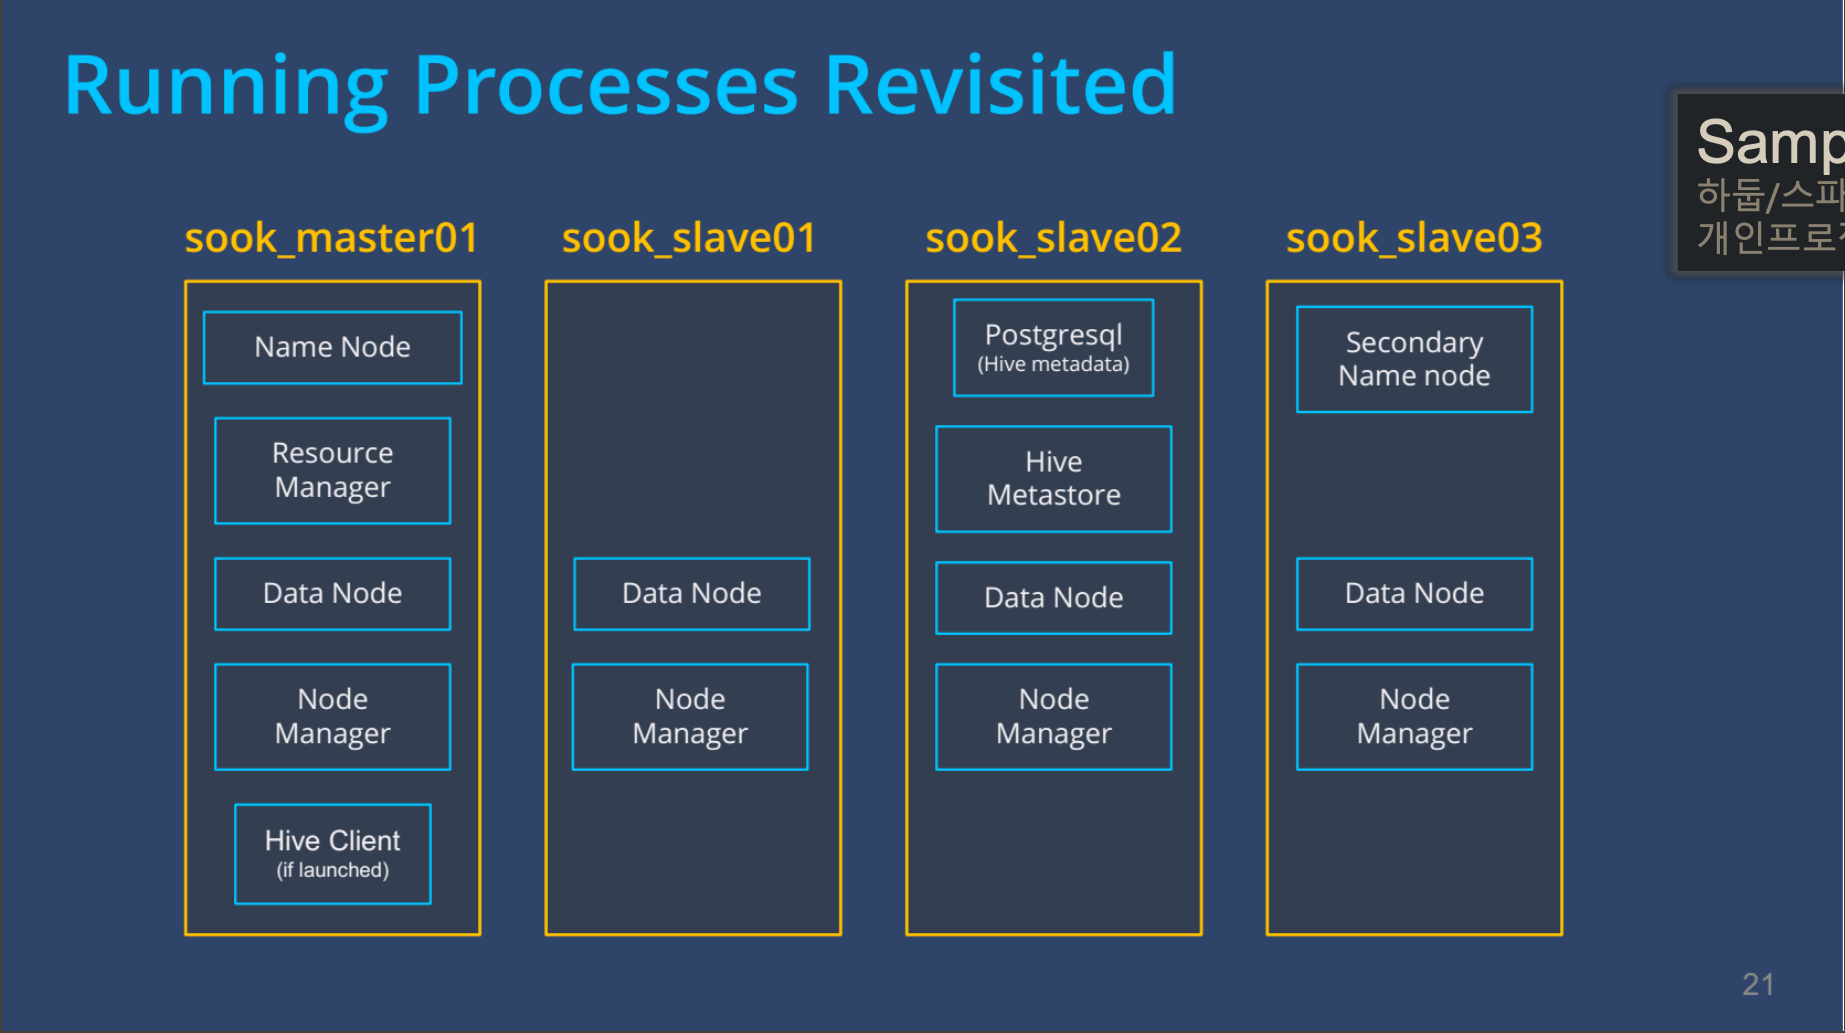 Running Processes Revisited
sook_master01
Name Node
Resource
Manager
Data Node
Node
Manager
Hive Client
(if launched)
sook_slave01
Data Node
Node
Manager
sook_slave02
Postgresql
(Hive metadata)
Hive
Metastore
Data Node
Node
Manager
sook_slave03
Secondary
Name node
Data Node
Node
Manager
Samp
하둡/스파
개인프로
21